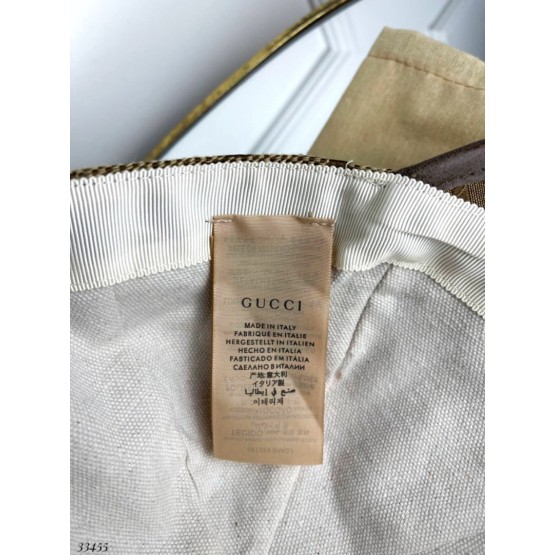 GUCCI
MADE IN ITALY
FABRIQUÉ EN ITALIE
HERGESTELLT IN ITALIEN
HECHO EN ITALIA
FABTICADO EM ITÁLIA
СДЕЛАНО В ИТАЛИИ
产地:意大利
イタリア製
صنع في إيطاليا
이태리제
33455